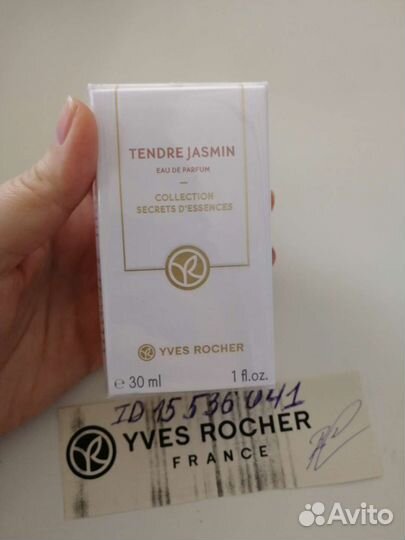 TENDRE JASMIN
EAU DE PARFUM
COLLECTION
SECRETS D'ESSENCES
YVES ROCHER
e 30 ml 1 fl.oz.
ID 15 536 041
YVES ROCHER
FRANCE
Avito